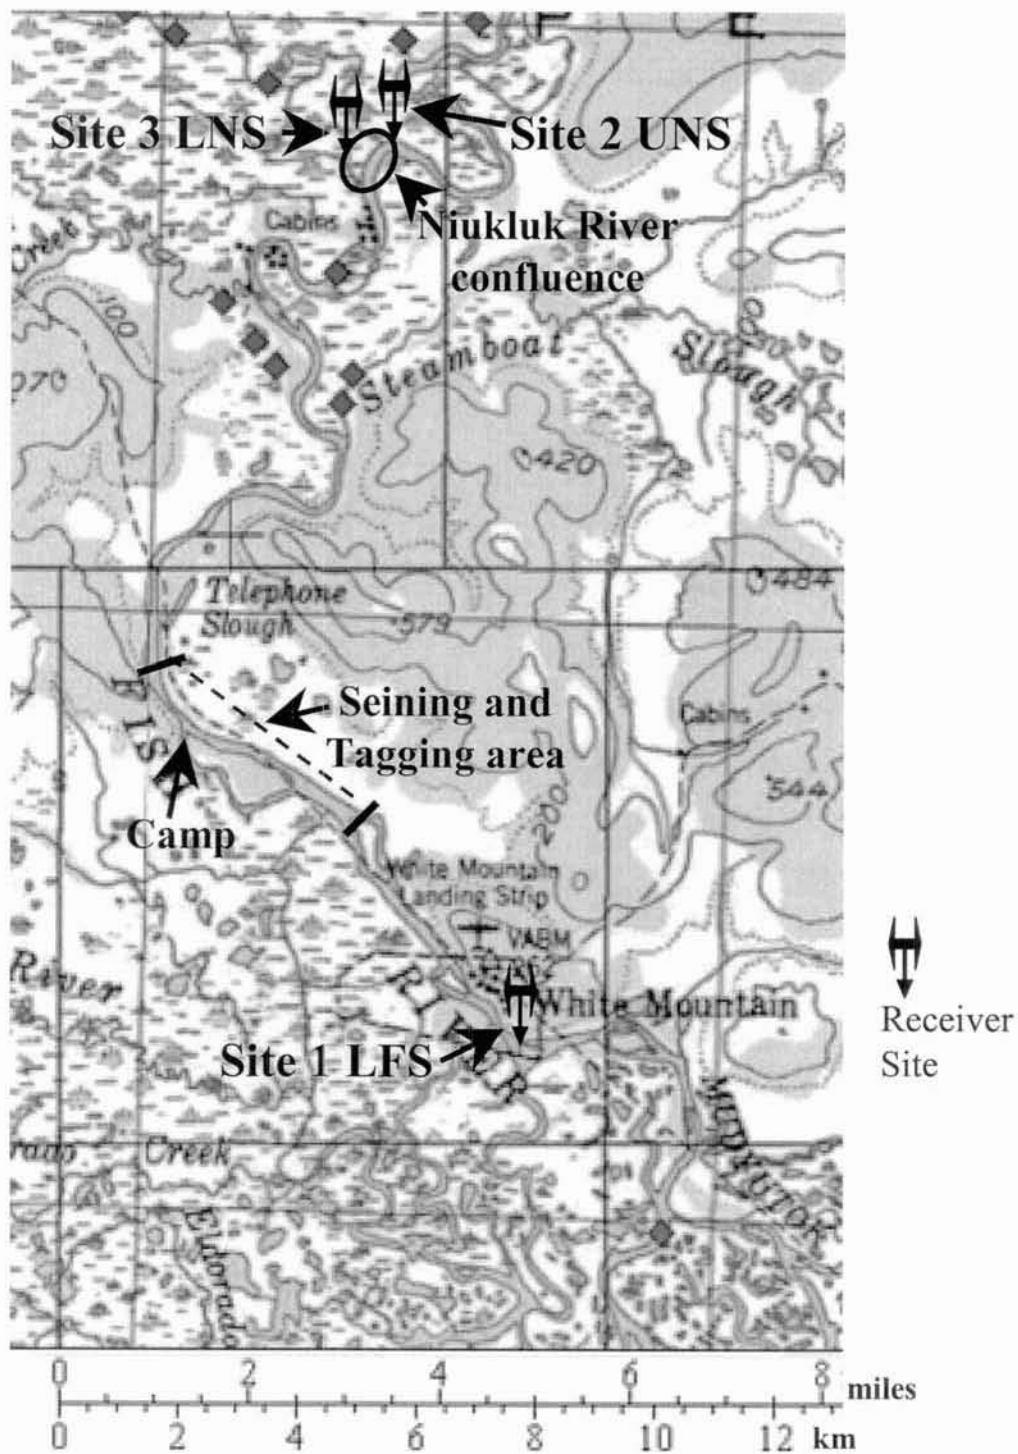 F E
Site 3 LNS
Site 2 UNS
Cabins
Niukluk River
confluence
Creek
100
Steamboat
Slough
070
420
Telephone
Slough
579
484
FISH
Seining and
Tagging area
Cabins
544
Camp
200
White Mountain
Landing Strip
VABM
River
RIVER
White Mountain
Site 1 LFS
Receiver
Site
Creek
Eldorado
0 2 4 6 8 miles
0 2 4 6 8 10 12 km